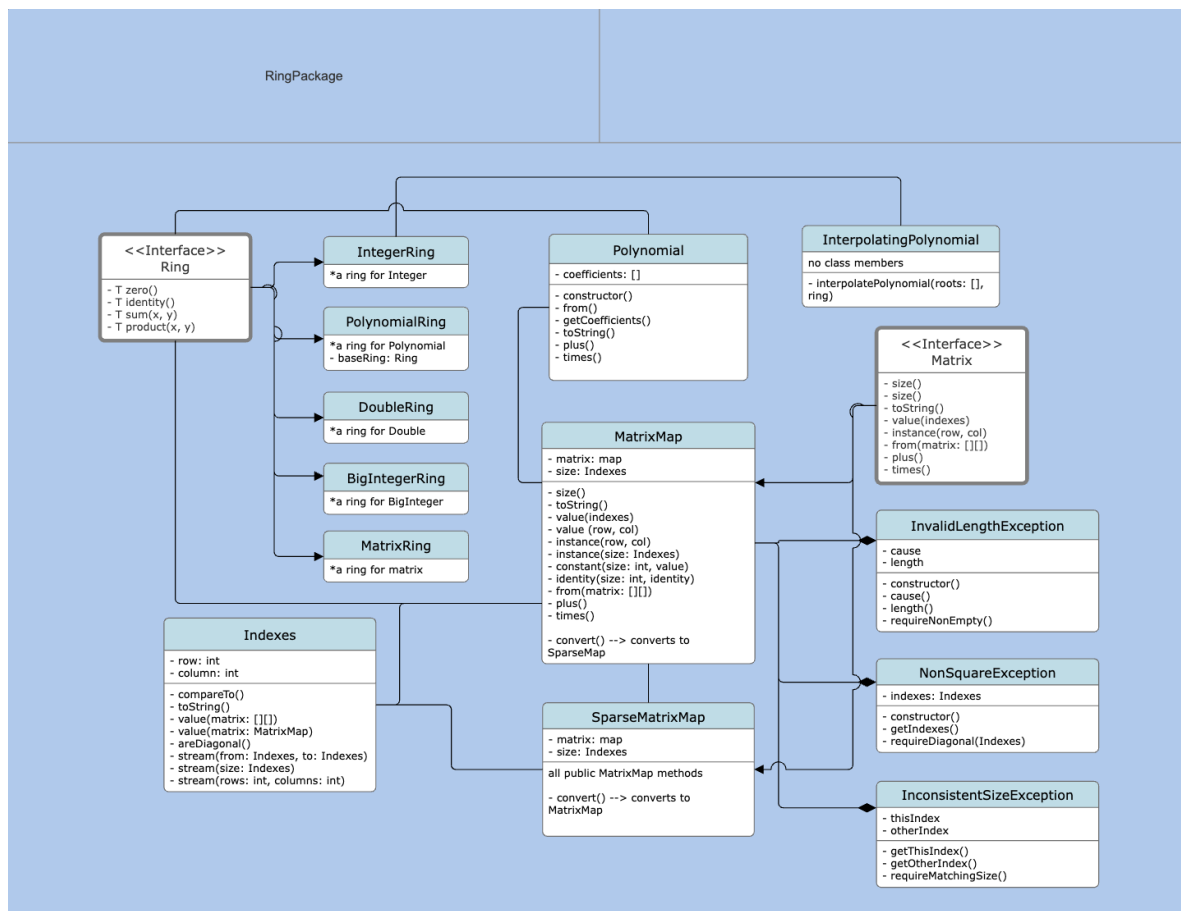 RingPackage
<<Interface>>
Ring
- T zero()
- T identity()
- T sum(x, y)
- T product(x, y)
IntegerRing
*a ring for Integer
PolynomialRing
*a ring for Polynomial
- baseRing: Ring
DoubleRing
*a ring for Double
BigIntegerRing
*a ring for BigInteger
MatrixRing
*a ring for matrix
Polynomial
- coefficients: []
- constructor()
- from()
- getCoefficients()
- toString()
- plus()
- times()
InterpolatingPolynomial
no class members
- interpolatePolynomial(roots: [],
ring)
<<Interface>>
Matrix
- size()
- size()
- toString()
- value(indexes)
- instance(row, col)
- from(matrix: [][])
- plus()
- times()
MatrixMap
- matrix: map
- size: Indexes
- size()
- toString()
- value(indexes)
- value (row, col)
- instance(row, col)
- instance(size: Indexes)
- constant(size: int, value)
- identity(size: int, identity)
- from(matrix: [][])
- plus()
- times()
- convert() --> converts to
SparseMap
InvalidLengthException
- cause
- length
- constructor()
- cause()
- length()
- requireNonEmpty()
Indexes
- row: int
- column: int
- compareTo()
- toString()
- value(matrix: [][])
- value(matrix: MatrixMap)
- areDiagonal()
- stream(from: Indexes, to: Indexes)
- stream(size: Indexes)
- stream(rows: int, columns: int)
NonSquareException
- indexes: Indexes
- constructor()
- getIndexes()
- requireDiagonal(Indexes)
SparseMatrixMap
- matrix: map
- size: Indexes
all public MatrixMap methods
- convert() --> converts to
MatrixMap
InconsistentSizeException
- thisIndex
- otherIndex
- getThisIndex()
- getOtherIndex()
- requireMatchingSize()